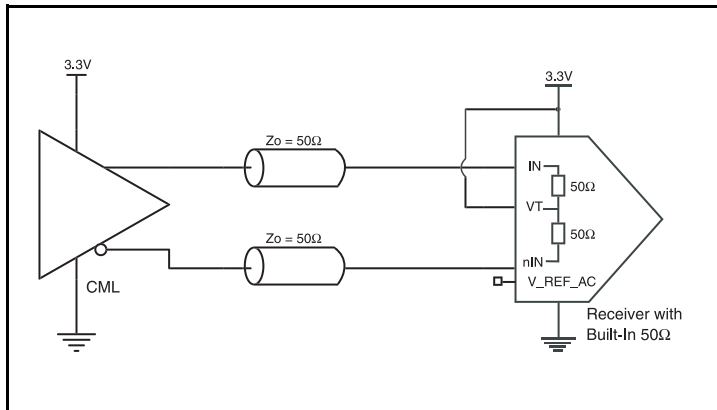 3.3V
3.3V
Zo = 50Ω
IN
50Ω
VT
50Ω
Zo = 50Ω
nIN
V_REF_AC
CML
Receiver with
Built-In 50Ω